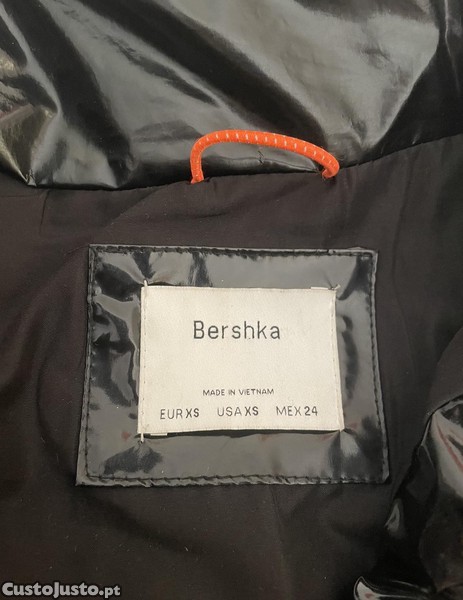 Bershka
MADE IN VIETNAM
EUR XS USA XS MEX 24
CustoJusto.pt